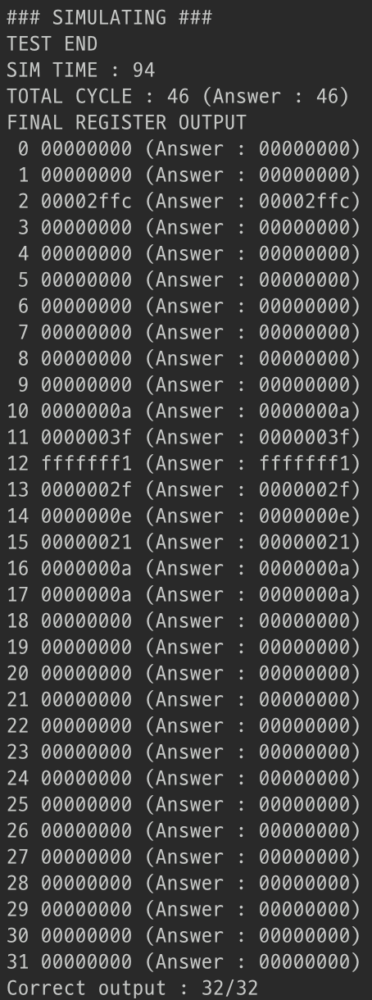 ### SIMULATING ###
TEST END
SIM TIME : 94
TOTAL CYCLE : 46 (Answer : 46)
FINAL REGISTER OUTPUT
 0 00000000 (Answer : 00000000)
 1 00000000 (Answer : 00000000)
 2 00002ffc (Answer : 00002ffc)
 3 00000000 (Answer : 00000000)
 4 00000000 (Answer : 00000000)
 5 00000000 (Answer : 00000000)
 6 00000000 (Answer : 00000000)
 7 00000000 (Answer : 00000000)
 8 00000000 (Answer : 00000000)
 9 00000000 (Answer : 00000000)
10 0000000a (Answer : 0000000a)
11 0000003f (Answer : 0000003f)
12 fffffff1 (Answer : fffffff1)
13 0000002f (Answer : 0000002f)
14 0000000e (Answer : 0000000e)
15 00000021 (Answer : 00000021)
16 0000000a (Answer : 0000000a)
17 0000000a (Answer : 0000000a)
18 00000000 (Answer : 00000000)
19 00000000 (Answer : 00000000)
20 00000000 (Answer : 00000000)
21 00000000 (Answer : 00000000)
22 00000000 (Answer : 00000000)
23 00000000 (Answer : 00000000)
24 00000000 (Answer : 00000000)
25 00000000 (Answer : 00000000)
26 00000000 (Answer : 00000000)
27 00000000 (Answer : 00000000)
28 00000000 (Answer : 00000000)
29 00000000 (Answer : 00000000)
30 00000000 (Answer : 00000000)
31 00000000 (Answer : 00000000)
Correct output : 32/32